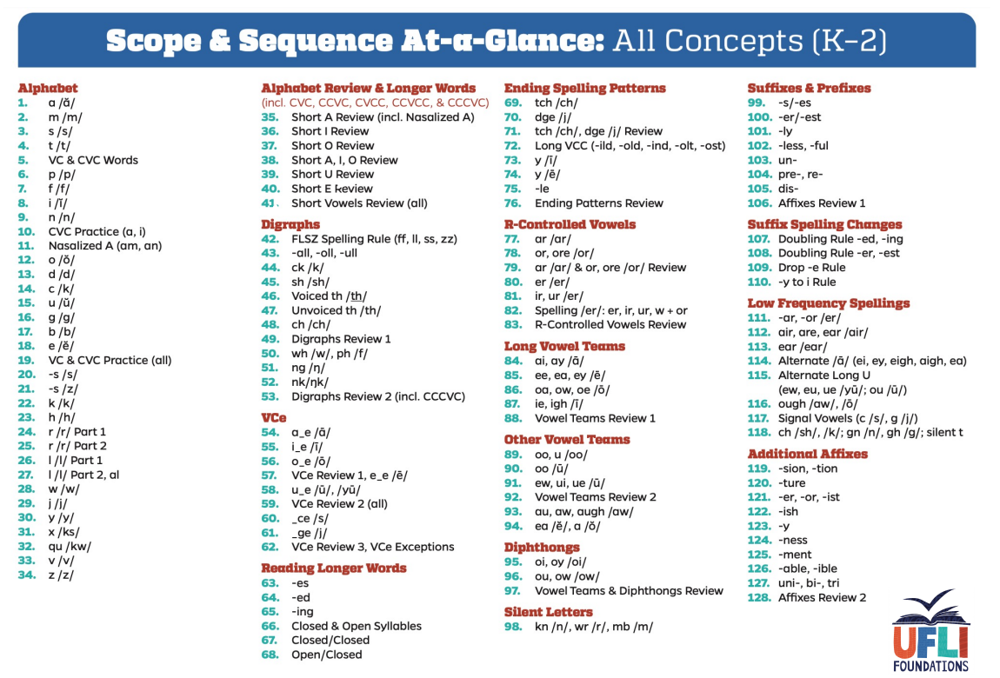 Scope & Sequence At-a-Glance: All Concepts (K–2)
Alphabet
1. a /ă/
2. m /m/
3. s /s/
4. t /t/
5. VC & CVC Words
6. p /p/
7. f /f/
8. i /ĭ/
9. n /n/
10. CVC Practice (a, i)
11. Nasalized A (am, an)
12. o /ŏ/
13. d /d/
14. c /k/
15. u /ŭ/
16. g /g/
17. b /b/
18. e /ĕ/
19. VC & CVC Practice (all)
20. -s /s/
21. -s /z/
22. k /k/
23. h /h/
24. r /r/ Part 1
25. r /r/ Part 2
26. l /l/ Part 1
27. l /l/ Part 2, al
28. w /w/
29. j /j/
30. y /y/
31. x /ks/
32. qu /kw/
33. v /v/
34. z /z/
Alphabet Review & Longer Words
(incl. CVC, CCVC, CVCC, CCVCC, & CCCVC)
35. Short A Review (incl. Nasalized A)
36. Short I Review
37. Short O Review
38. Short A, I, O Review
39. Short U Review
40. Short E Review
41. Short Vowels Review (all)
Digraphs
42. FLSZ Spelling Rule (ff, ll, ss, zz)
43. -all, -oll, -ull
44. ck /k/
45. sh /sh/
46. Voiced th /th/
47. Unvoiced th /th/
48. ch /ch/
49. Digraphs Review 1
50. wh /w/, ph /f/
51. ng /ŋ/
52. nk/ŋk/
53. Digraphs Review 2 (incl. CCCVC)
VCe
54. a_e /ā/
55. i_e /ī/
56. o_e /ō/
57. VCe Review 1, e_e /ē/
58. u_e /ū/, /yū/
59. VCe Review 2 (all)
60. _ce /s/
61. _ge /j/
62. VCe Review 3, VCe Exceptions
Reading Longer Words
63. -es
64. -ed
65. -ing
66. Closed & Open Syllables
67. Closed/Closed
68. Open/Closed
Ending Spelling Patterns
69. tch /ch/
70. dge /j/
71. tch /ch/, dge /j/ Review
72. Long VCC (-ild, -old, -ind, -olt, -ost)
73. y /ī/
74. y /ē/
75. -le
76. Ending Patterns Review
R-Controlled Vowels
77. ar /ar/
78. or, ore /or/
79. ar /ar/ & or, ore /or/ Review
80. er /er/
81. ir, ur /er/
82. Spelling /er/: er, ir, ur, w + or
83. R-Controlled Vowels Review
Long Vowel Teams
84. ai, ay /ā/
85. ee, ea, ey /ē/
86. oa, ow, oe /ō/
87. ie, igh /ī/
88. Vowel Teams Review 1
Other Vowel Teams
89. oo, u /oo/
90. oo /ū/
91. ew, ui, ue /ū/
92. Vowel Teams Review 2
93. au, aw, augh /aw/
94. ea /ĕ/, a /ŏ/
Diphthongs
95. oi, oy /oi/
96. ou, ow /ow/
97. Vowel Teams & Diphthongs Review
Silent Letters
98. kn /n/, wr /r/, mb /m/
Suffixes & Prefixes
99. -s/-es
100. -er/-est
101. -ly
102. -less, -ful
103. un-
104. pre-, re-
105. dis-
106. Affixes Review 1
Suffix Spelling Changes
107. Doubling Rule -ed, -ing
108. Doubling Rule -er, -est
109. Drop -e Rule
110. -y to i Rule
Low Frequency Spellings
111. -ar, -or /er/
112. air, are, ear /air/
113. ear /ear/
114. Alternate /ā/ (ei, ey, eigh, aigh, ea)
115. Alternate Long U
(ew, eu, ue /yū/; ou /ū/)
116. ough /aw/, /ō/
117. Signal Vowels (c /s/, g /j/)
118. ch /sh/, /k/; gn /n/, gh /g/; silent t
Additional Affixes
119. -sion, -tion
120. -ture
121. -er, -or, -ist
122. -ish
123. -y
124. -ness
125. -ment
126. -able, -ible
127. uni-, bi-, tri
128. Affixes Review 2
UFLI
FOUNDATIONS